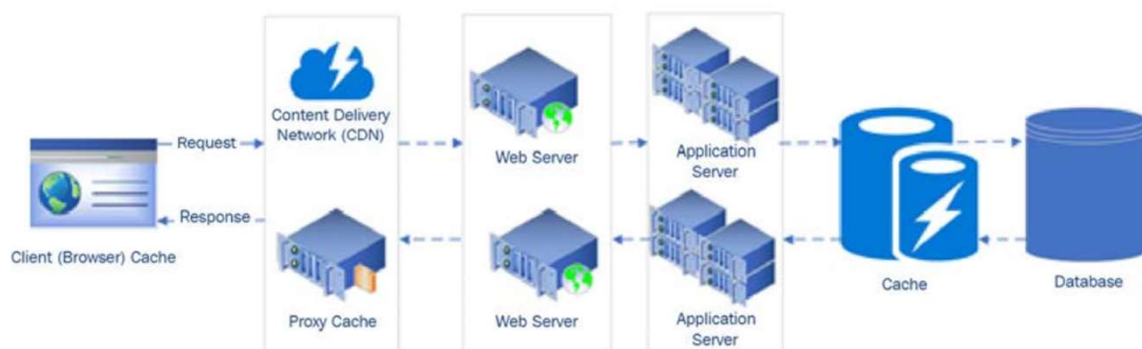 Request
Response
Client (Browser) Cache
Content Delivery
Network (CDN)
Proxy Cache
Web Server
Web Server
Application
Server
Application
Server
Cache
Database